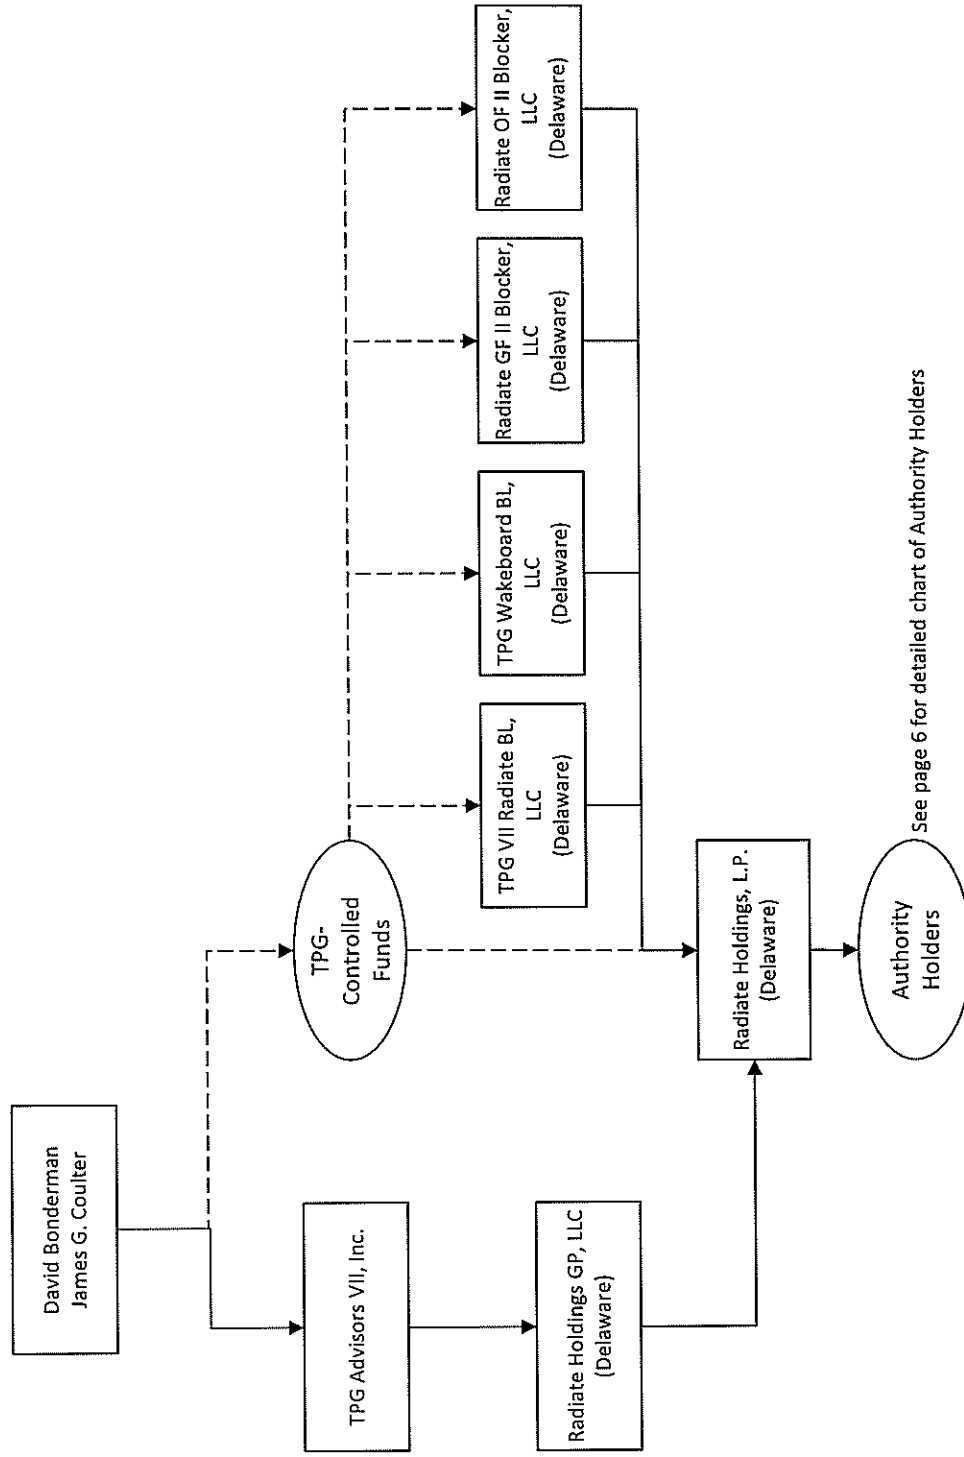 David Bonderman
James G. Coulter
TPG Advisors VII, Inc.
TPG-
Controlled
Funds
Radiate Holdings GP, LLC
(Delaware)
TPG VII Radiate BL,
LLC
(Delaware)
TPG Wakeboard BL,
LLC
(Delaware)
Radiate GF II Blocker,
LLC
(Delaware)
Radiate OF II Blocker,
LLC
(Delaware)
Radiate Holdings, L.P.
(Delaware)
Authority
Holders
See page 6 for detailed chart of Authority Holders